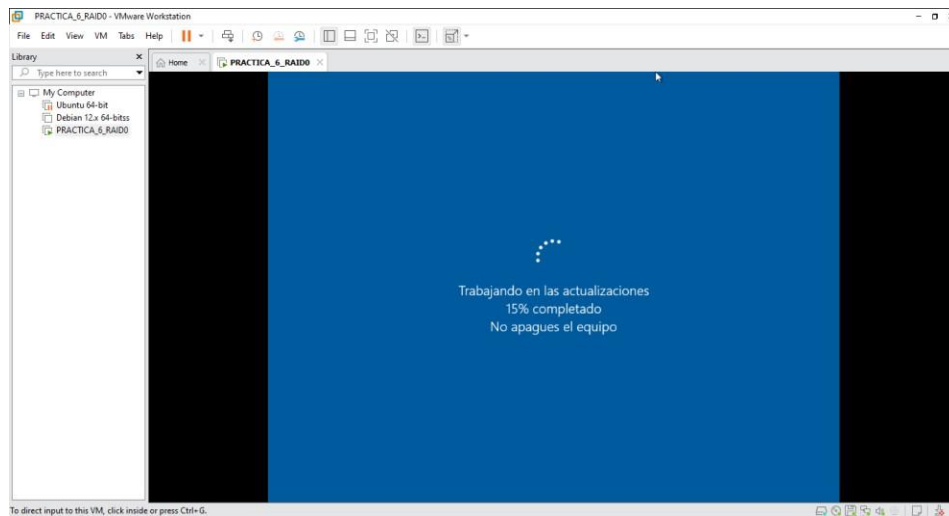 PRACTICA_6_RAID0 - VMware Workstation
File Edit View VM Tabs Help
Library
Type here to search
Home
PRACTICA_6_RAID0
My Computer
Ubuntu 64-bit
Debian 12.x 64-bitss
PRACTICA_6_RAID0
Trabajando en las actualizaciones
15% completado
No apagues el equipo
To direct input to this VM, click inside or press Ctrl+G.